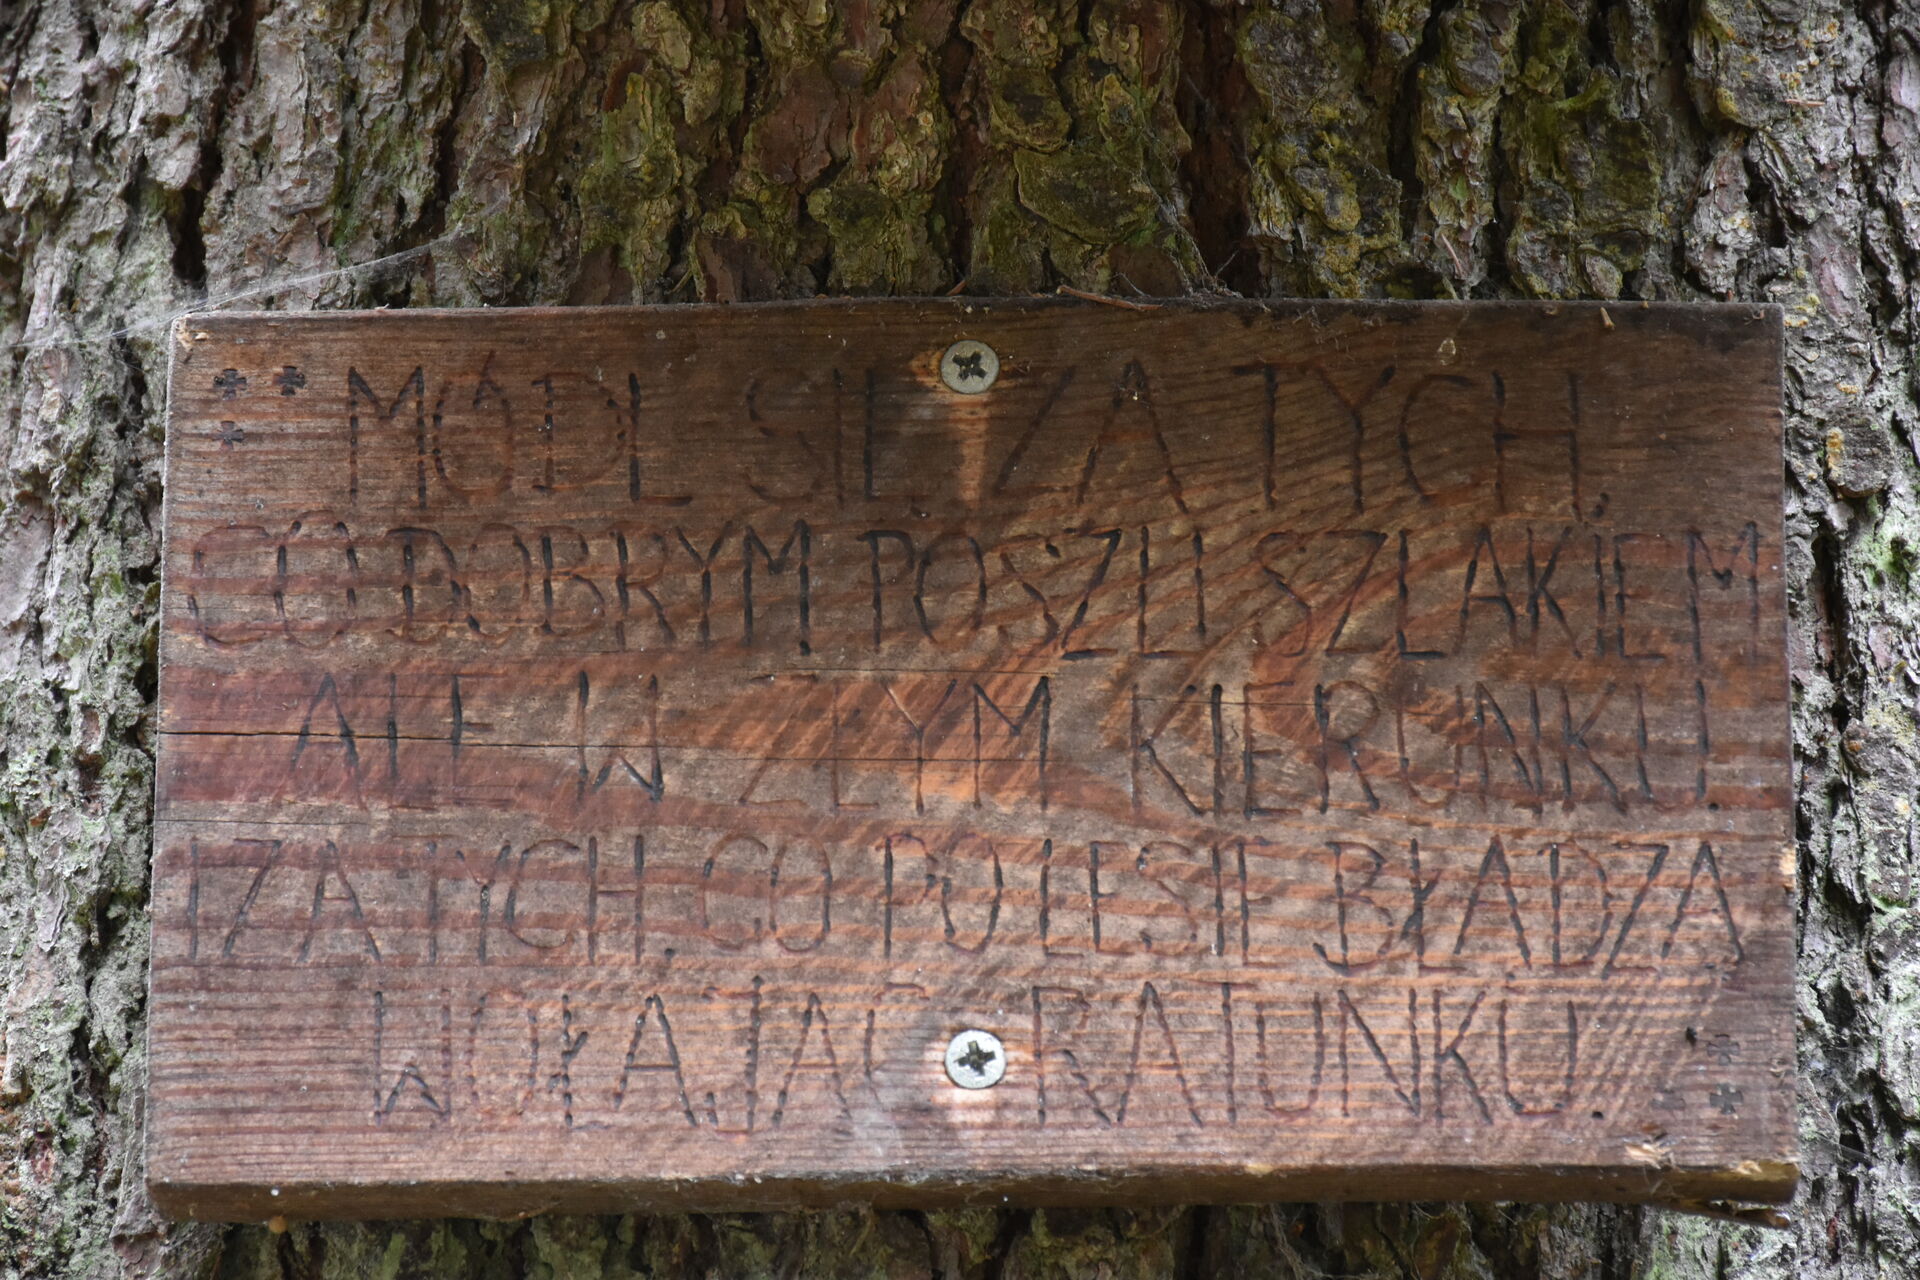 MÓDL SIĘ ZA TYCH,
CO DOBRYM POSZLI SZLAKIEM
ALE W ZŁYM KIERUNKU
I ZA TYCH, CO PO LESIE BŁĄDZĄ
WOŁAJĄC RATUNKU.